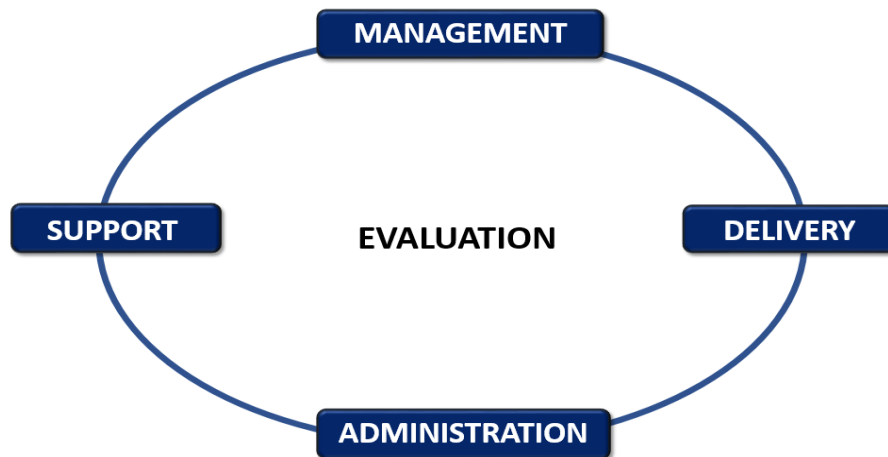 MANAGEMENT
SUPPORT
DELIVERY
EVALUATION
ADMINISTRATION